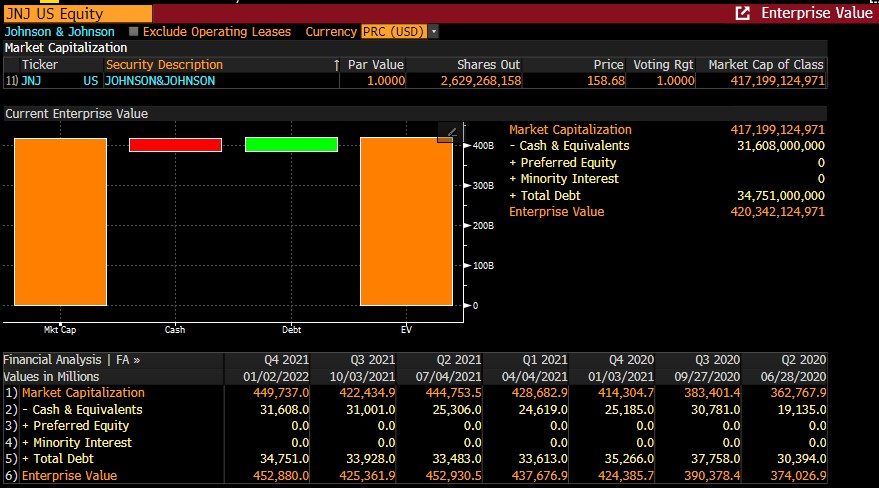 JNJ US Equity Enterprise Value
Johnson & Johnson Exclude Operating Leases Currency PRC (USD)
Market Capitalization
Ticker Security Description ↑ Par Value Shares Out Price Voting Rgt Market Cap of Class
11) JNJ US JOHNSON&JOHNSON 1.0000 2,629,268,158 158.68 1.0000 417,199,124,971
Current Enterprise Value
400B
300B
200B
100B
0
Mkt Cap Cash Debt EV
Market Capitalization 417,199,124,971
- Cash & Equivalents 31,608,000,000
+ Preferred Equity 0
+ Minority Interest 0
+ Total Debt 34,751,000,000
Enterprise Value 420,342,124,971
Financial Analysis | FA » Q4 2021 Q3 2021 Q2 2021 Q1 2021 Q4 2020 Q3 2020 Q2 2020
Values in Millions 01/02/2022 10/03/2021 07/04/2021 04/04/2021 01/03/2021 09/27/2020 06/28/2020
1) Market Capitalization 449,737.0 422,434.9 444,753.5 428,682.9 414,304.7 383,401.4 362,767.9
2) - Cash & Equivalents 31,608.0 31,001.0 25,306.0 24,619.0 25,185.0 30,781.0 19,135.0
3) + Preferred Equity 0.0 0.0 0.0 0.0 0.0 0.0 0.0
4) + Minority Interest 0.0 0.0 0.0 0.0 0.0 0.0 0.0
5) + Total Debt 34,751.0 33,928.0 33,483.0 33,613.0 35,266.0 37,758.0 30,394.0
6) Enterprise Value 452,880.0 425,361.9 452,930.5 437,676.9 424,385.7 390,378.4 374,026.9